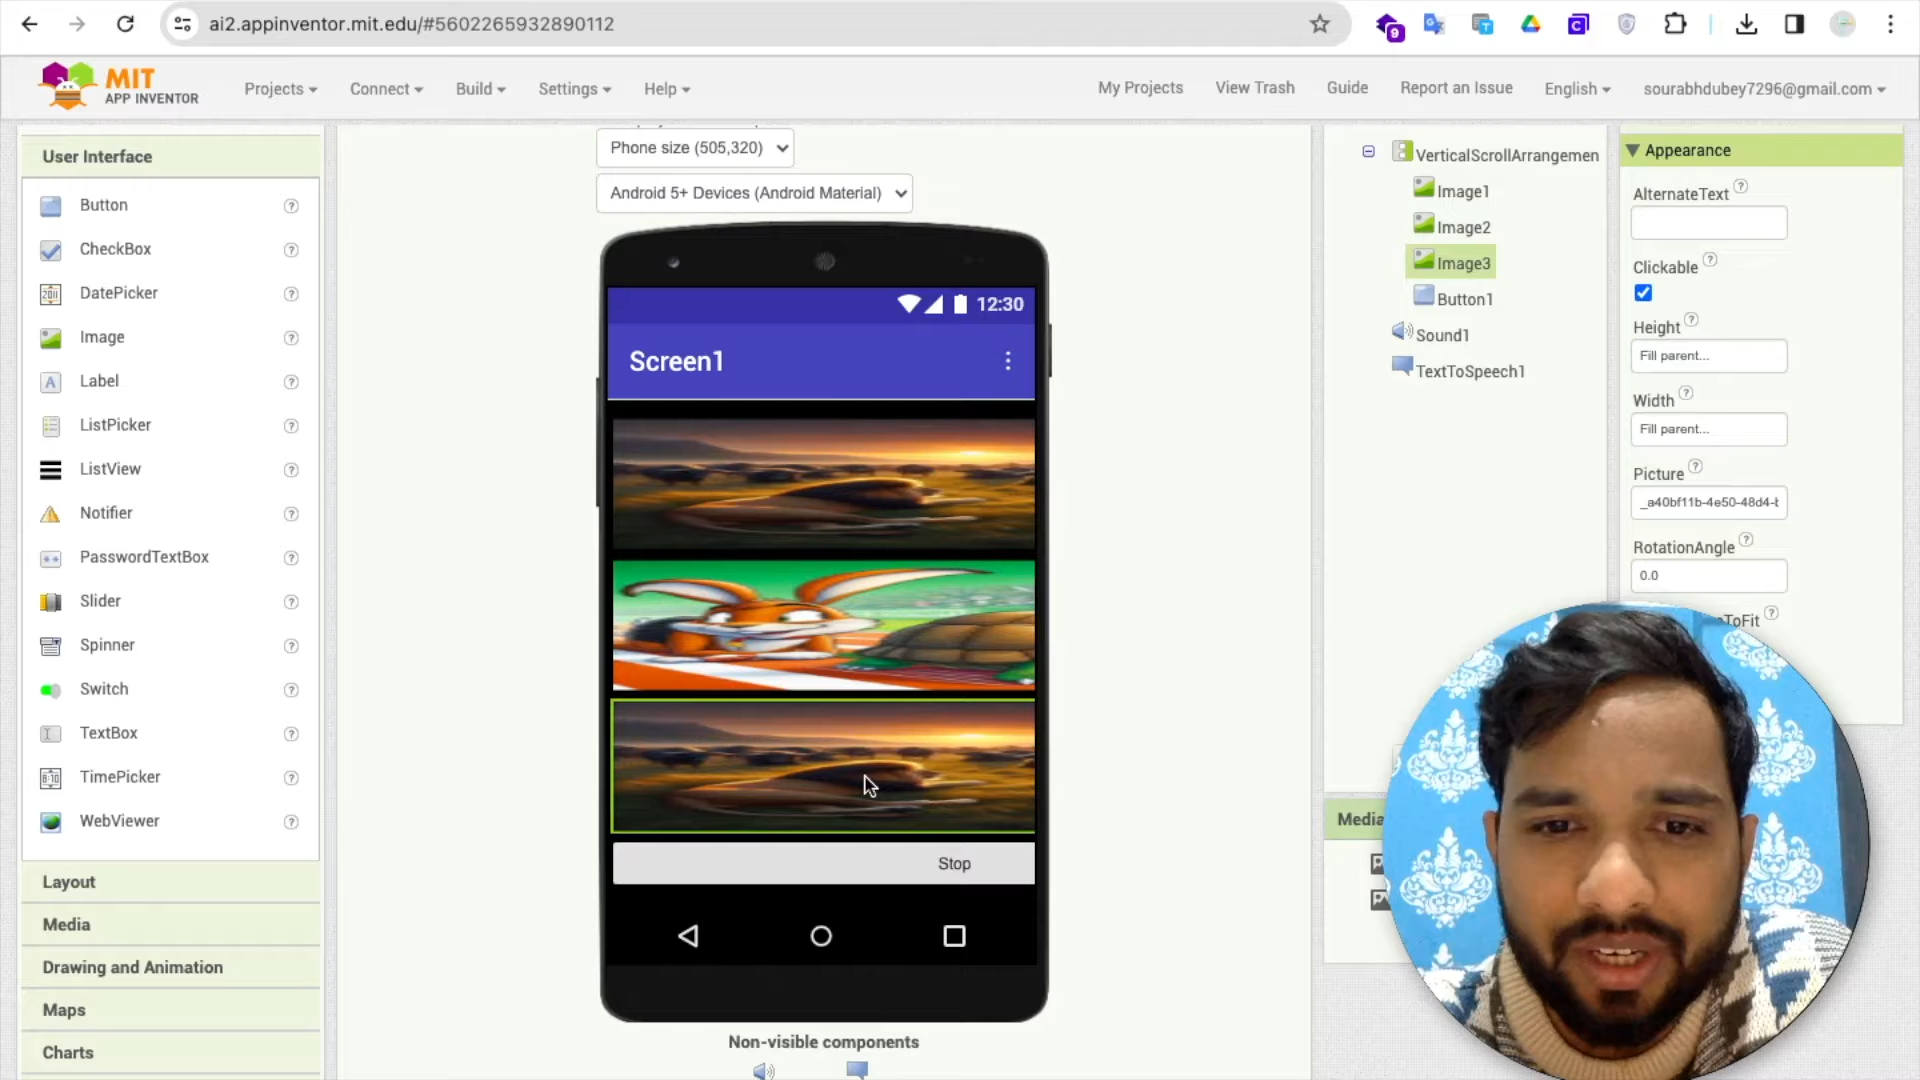 ai2.appinventor.mit.edu/#5602265932890112
9
MIT
APP INVENTOR
Projects
Connect
Build
Settings
Help
My Projects
View Trash
Guide
Report an Issue
English
sourabhdubey7296@gmail.com
User Interface
Button
CheckBox
DatePicker
Image
Label
ListPicker
ListView
Notifier
PasswordTextBox
Slider
Spinner
Switch
TextBox
TimePicker
WebViewer
Layout
Media
Drawing and Animation
Maps
Charts
Phone size (505,320)
Android 5+ Devices (Android Material)
12:30
Screen1
Stop
Non-visible components
VerticalScrollArrangemen
Image1
Image2
Image3
Button1
Sound1
TextToSpeech1
Media
Appearance
AlternateText
Clickable
Height
Fill parent...
Width
Fill parent...
Picture
_a40bf11b-4e50-48d4-b
RotationAngle
0.0
ToFit